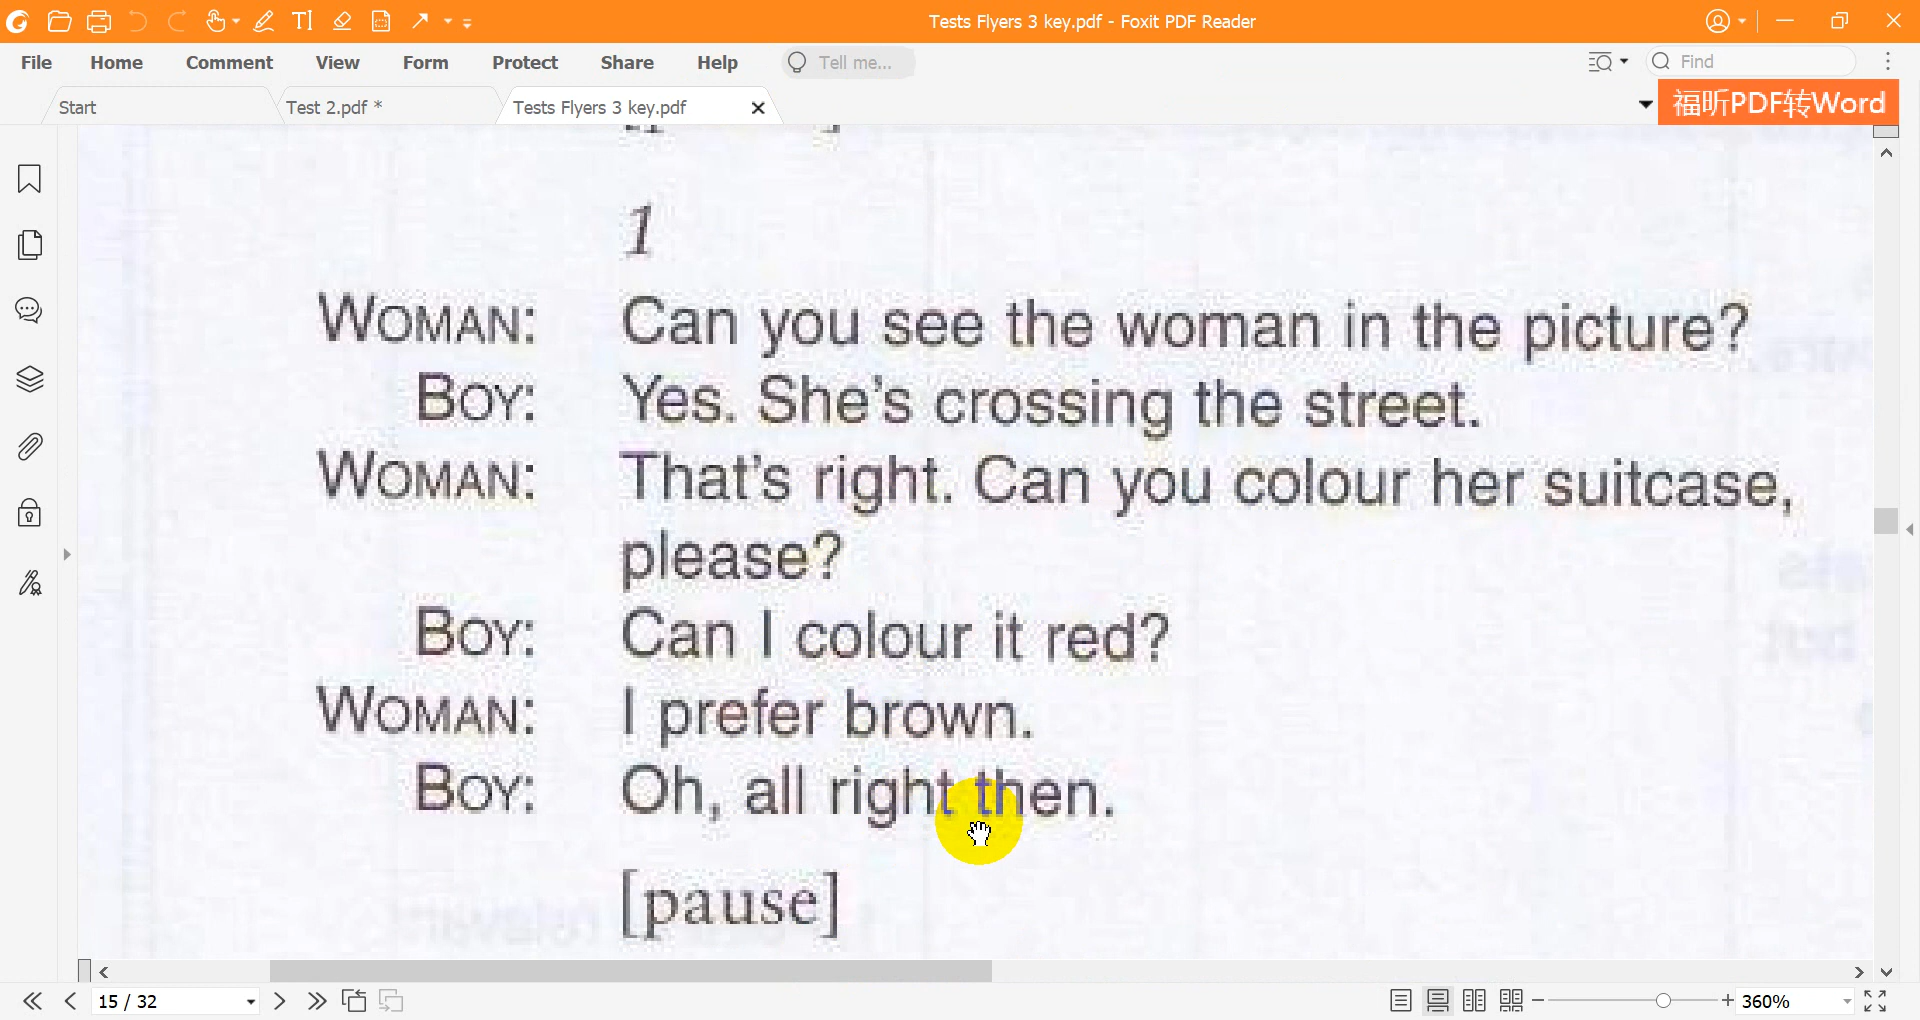 Tests Flyers 3 key.pdf - Foxit PDF Reader
File Home Comment View Form Protect Share Help Tell me... Find
Start Test 2.pdf * Tests Flyers 3 key.pdf 福昕PDF转Word
1
WOMAN: Can you see the woman in the picture?
BOY: Yes. She's crossing the street.
WOMAN: That's right. Can you colour her suitcase,
please?
BOY: Can I colour it red?
WOMAN: I prefer brown.
BOY: Oh, all right then.
[pause]
15 / 32 360%